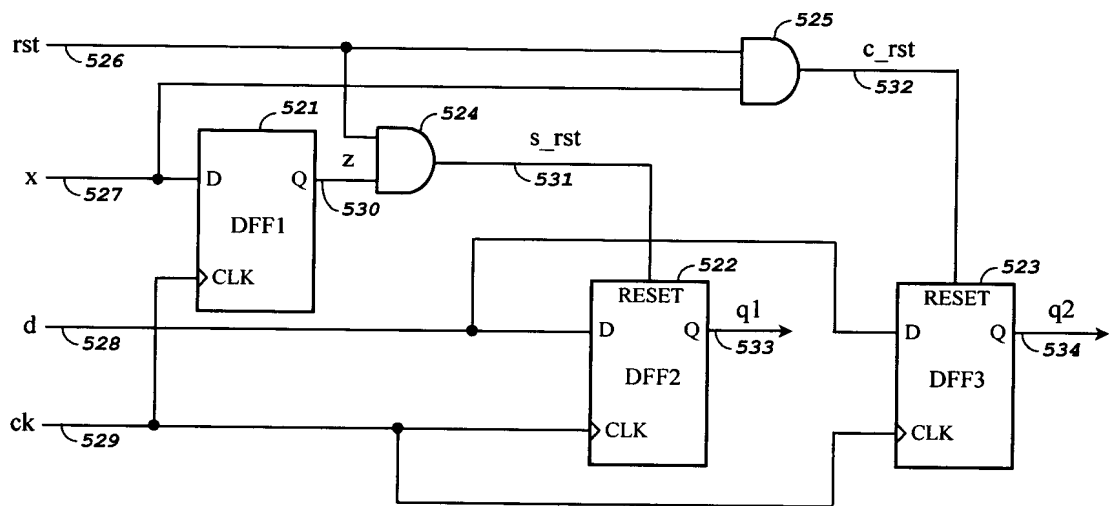 525
rst
526
c_rst
532
521
524
s_rst
z
x
527
D
Q
530
531
DFF1
CLK
522
523
RESET
RESET
d
528
D
Q
q1
533
D
Q
q2
534
DFF2
DFF3
ck
529
CLK
CLK